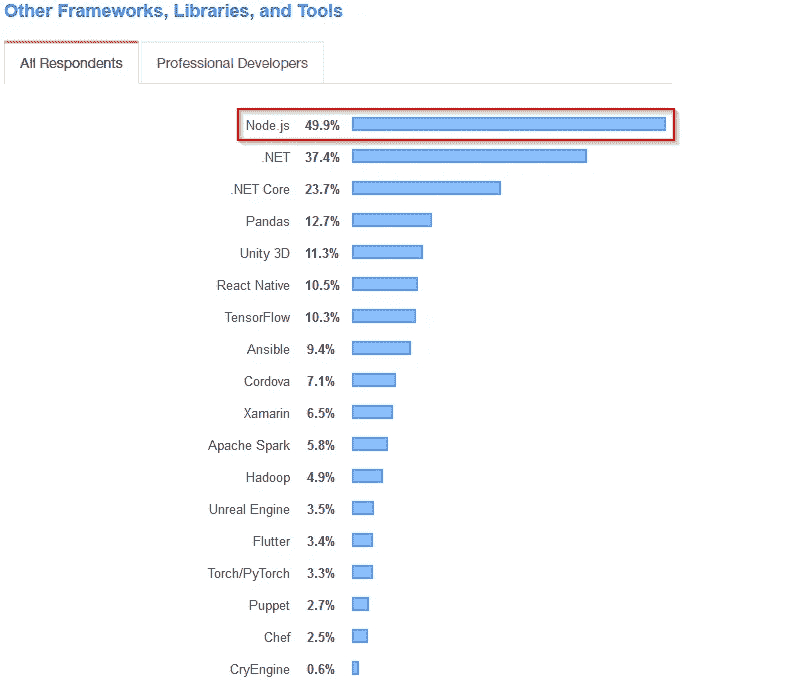 Other Frameworks, Libraries, and Tools
All Respondents Professional Developers
Node.js 49.9%
.NET 37.4%
.NET Core 23.7%
Pandas 12.7%
Unity 3D 11.3%
React Native 10.5%
TensorFlow 10.3%
Ansible 9.4%
Cordova 7.1%
Xamarin 6.5%
Apache Spark 5.8%
Hadoop 4.9%
Unreal Engine 3.5%
Flutter 3.4%
Torch/PyTorch 3.3%
Puppet 2.7%
Chef 2.5%
CryEngine 0.6%